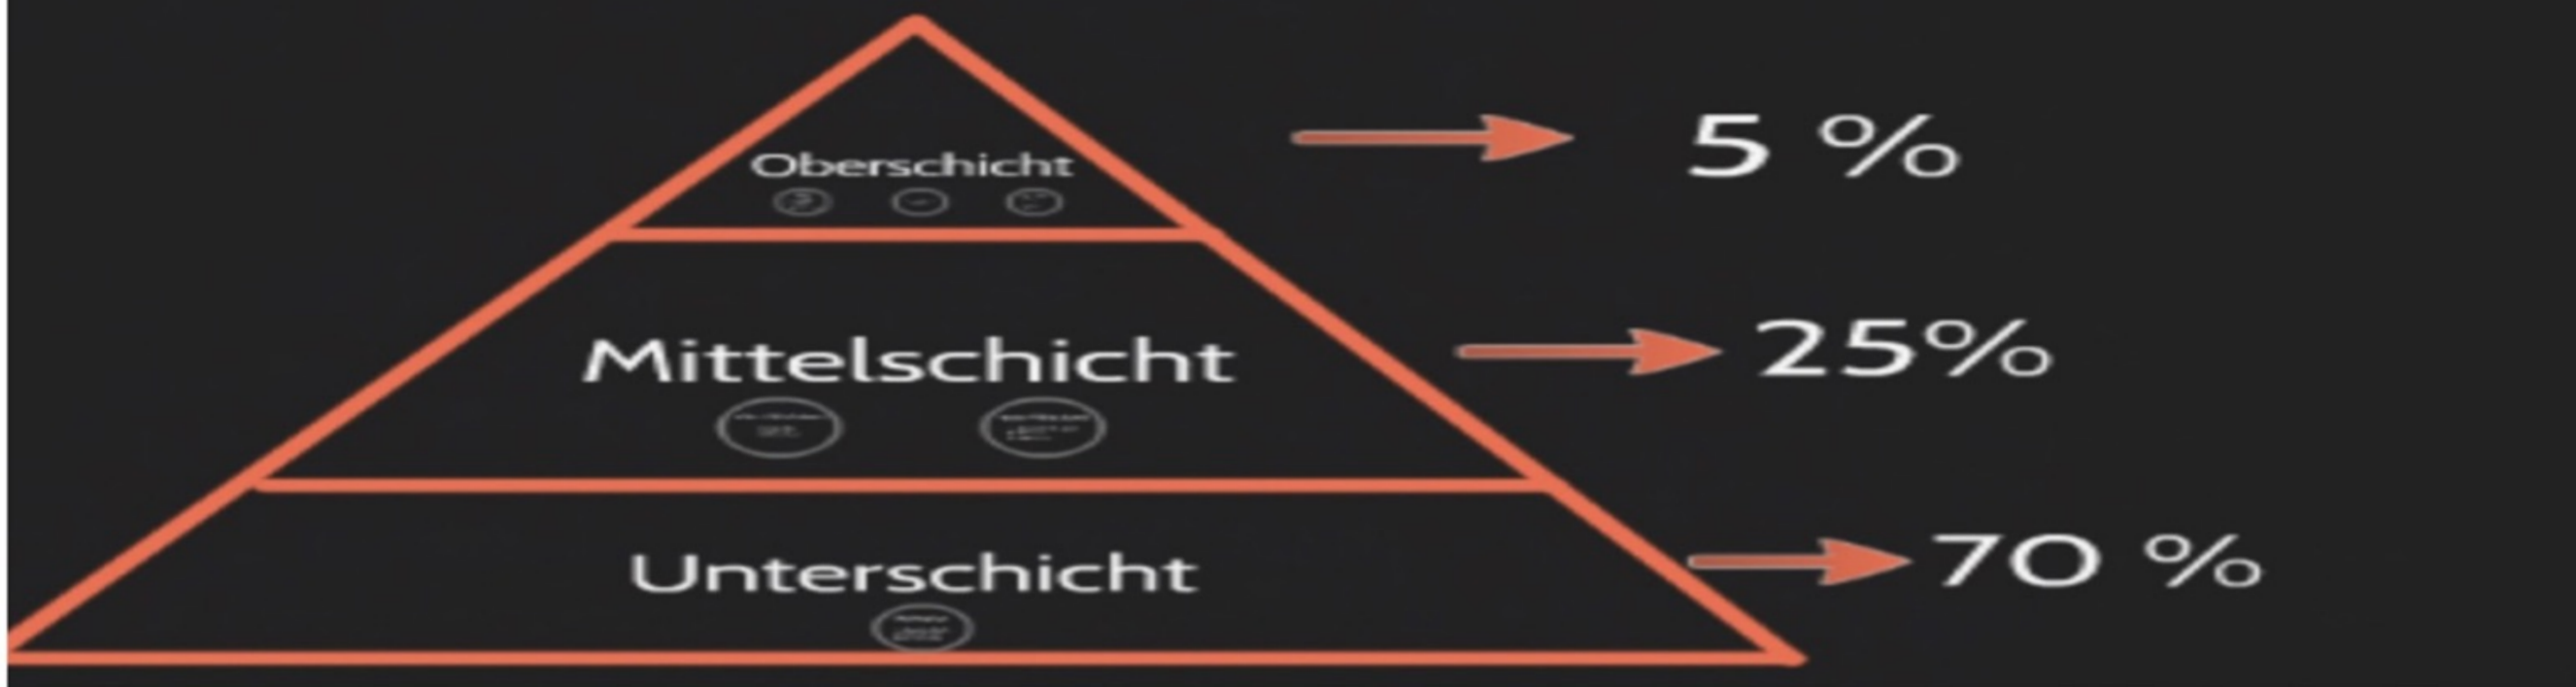 Oberschicht
5 %
Mittelschicht
25%
Unterschicht
70 %